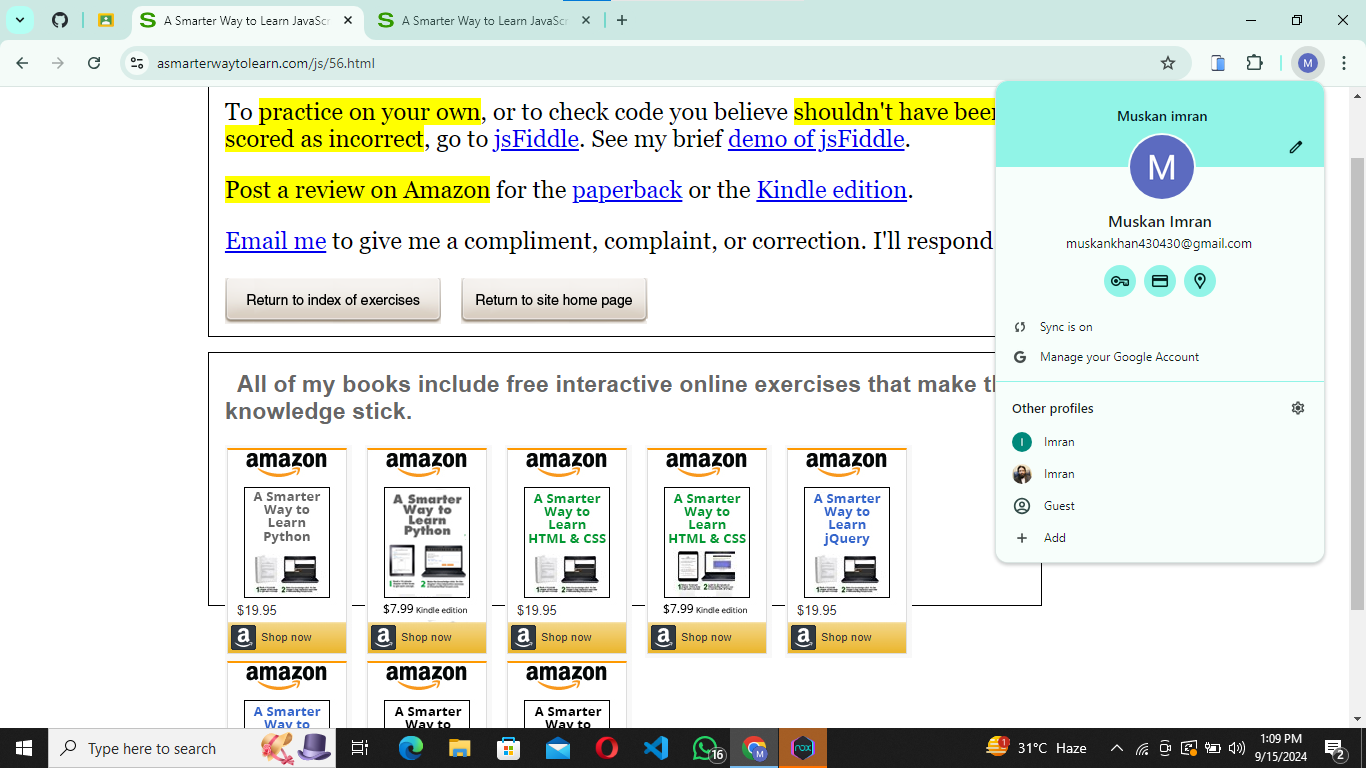 A Smarter Way to Learn JavaScr
A Smarter Way to Learn JavaScr
asmarterwaytolearn.com/js/56.html
M
To practice on your own, or to check code you believe shouldn't have been
scored as incorrect, go to jsFiddle. See my brief demo of jsFiddle.
Post a review on Amazon for the paperback or the Kindle edition.
Email me to give me a compliment, complaint, or correction. I'll respond
Return to index of exercises
Return to site home page
All of my books include free interactive online exercises that make th
knowledge stick.
amazon
A Smarter
Way to
Learn
Python
$19.95
Shop now
amazon
A Smarter
Way to
Learn
Python
$7.99 Kindle edition
Shop now
amazon
A Smarter
Way to
Learn
HTML & CSS
$19.95
Shop now
amazon
A Smarter
Way to
Learn
HTML & CSS
$7.99 Kindle edition
Shop now
amazon
A Smarter
Way to
Learn
jQuery
$19.95
Shop now
amazon
A Smarter
Way to
amazon
A Smarter
Way to
amazon
A Smarter
Way to
Muskan imran
M
Muskan Imran
muskankhan430430@gmail.com
Sync is on
Manage your Google Account
Other profiles
I
Imran
Imran
Guest
Add
Type here to search
16
M
nox
31°C Haze
1:09 PM
9/15/2024
2